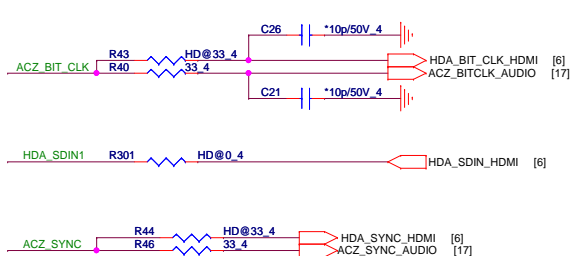 C26 *10p/50V_4
R43 HD@33_4 HDA_BIT_CLK_HDMI [6]
ACZ_BIT_CLK R40 33_4 ACZ_BITCLK_AUDIO [17]
C21 *10p/50V_4
HDA_SDIN1 R301 HD@0_4 HDA_SDIN_HDMI [6]
R44 HD@33_4 HDA_SYNC_HDMI [6]
ACZ_SYNC R46 33_4 ACZ_SYNC_AUDIO [17]